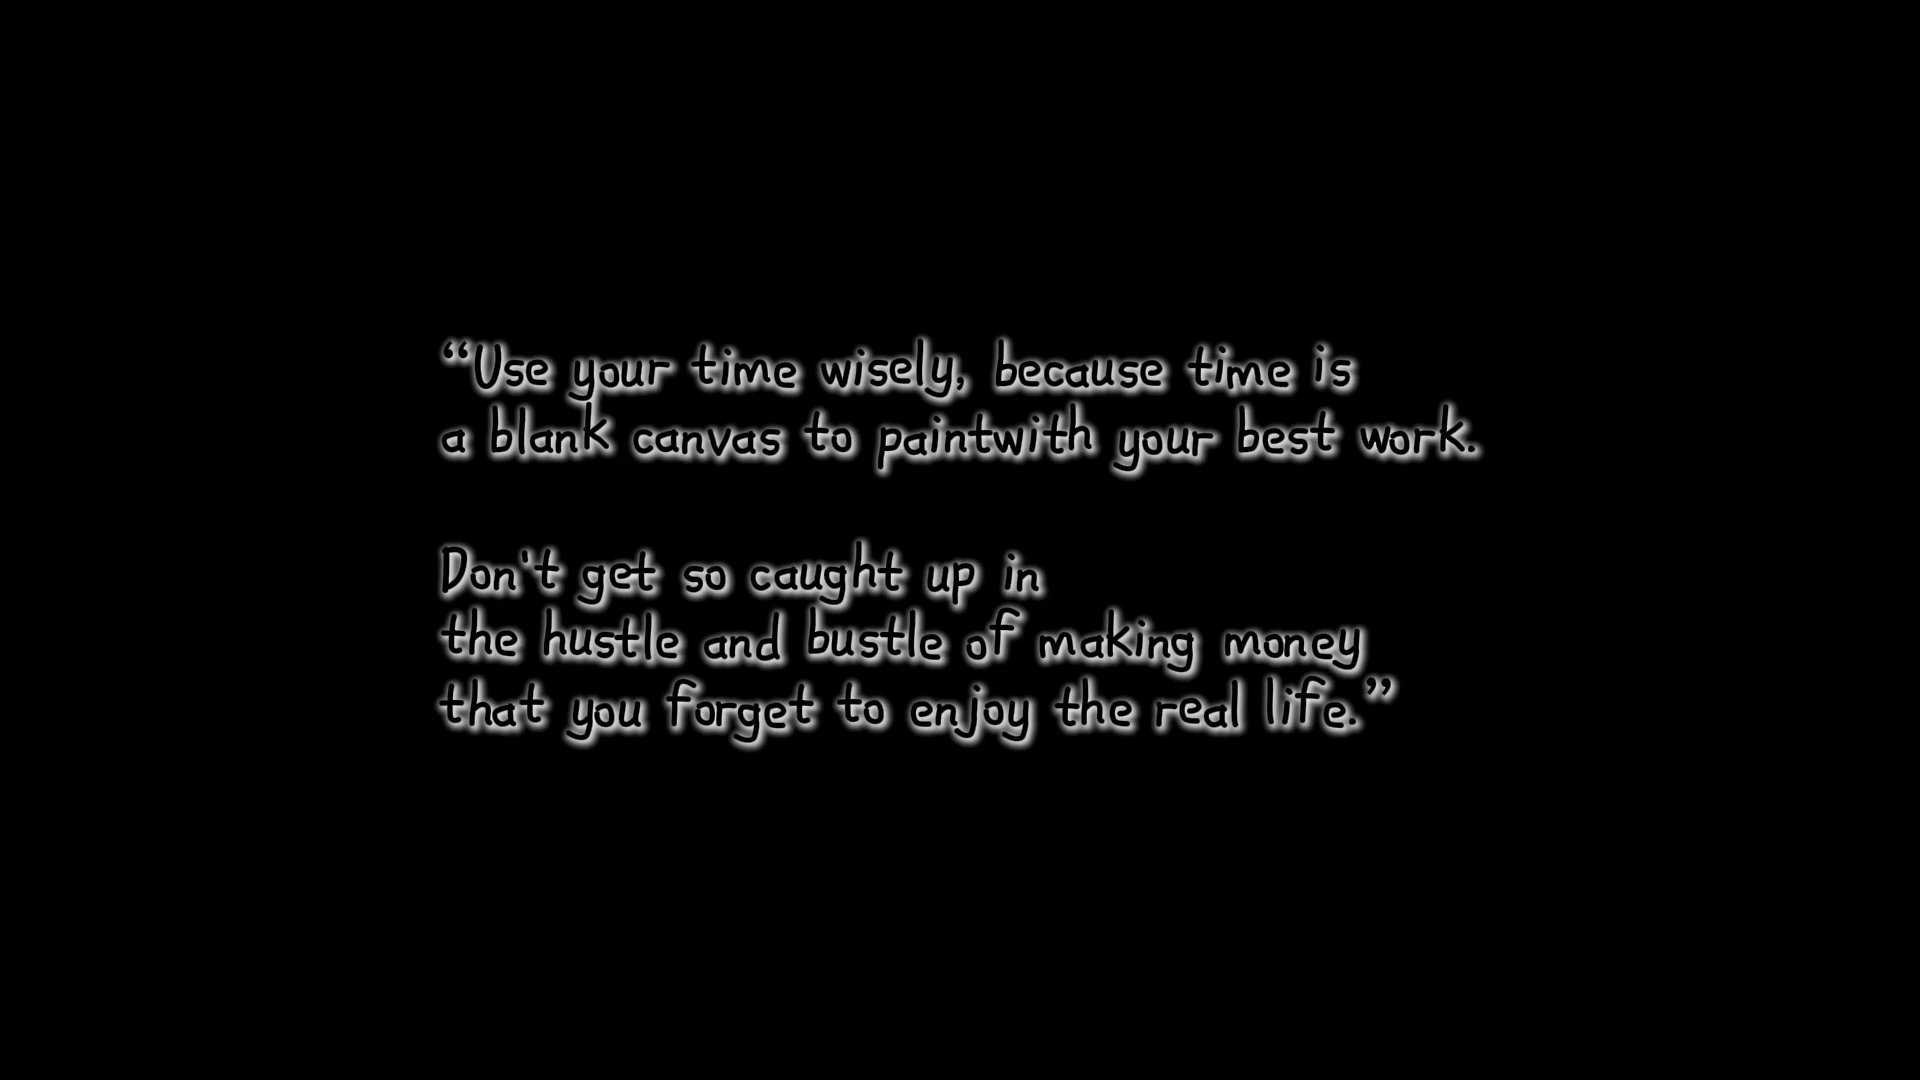 “Use your time wisely, because time is
a blank canvas to paintwith your best work.
Don't get so caught up in
the hustle and bustle of making money
that you forget to enjoy the real life.”